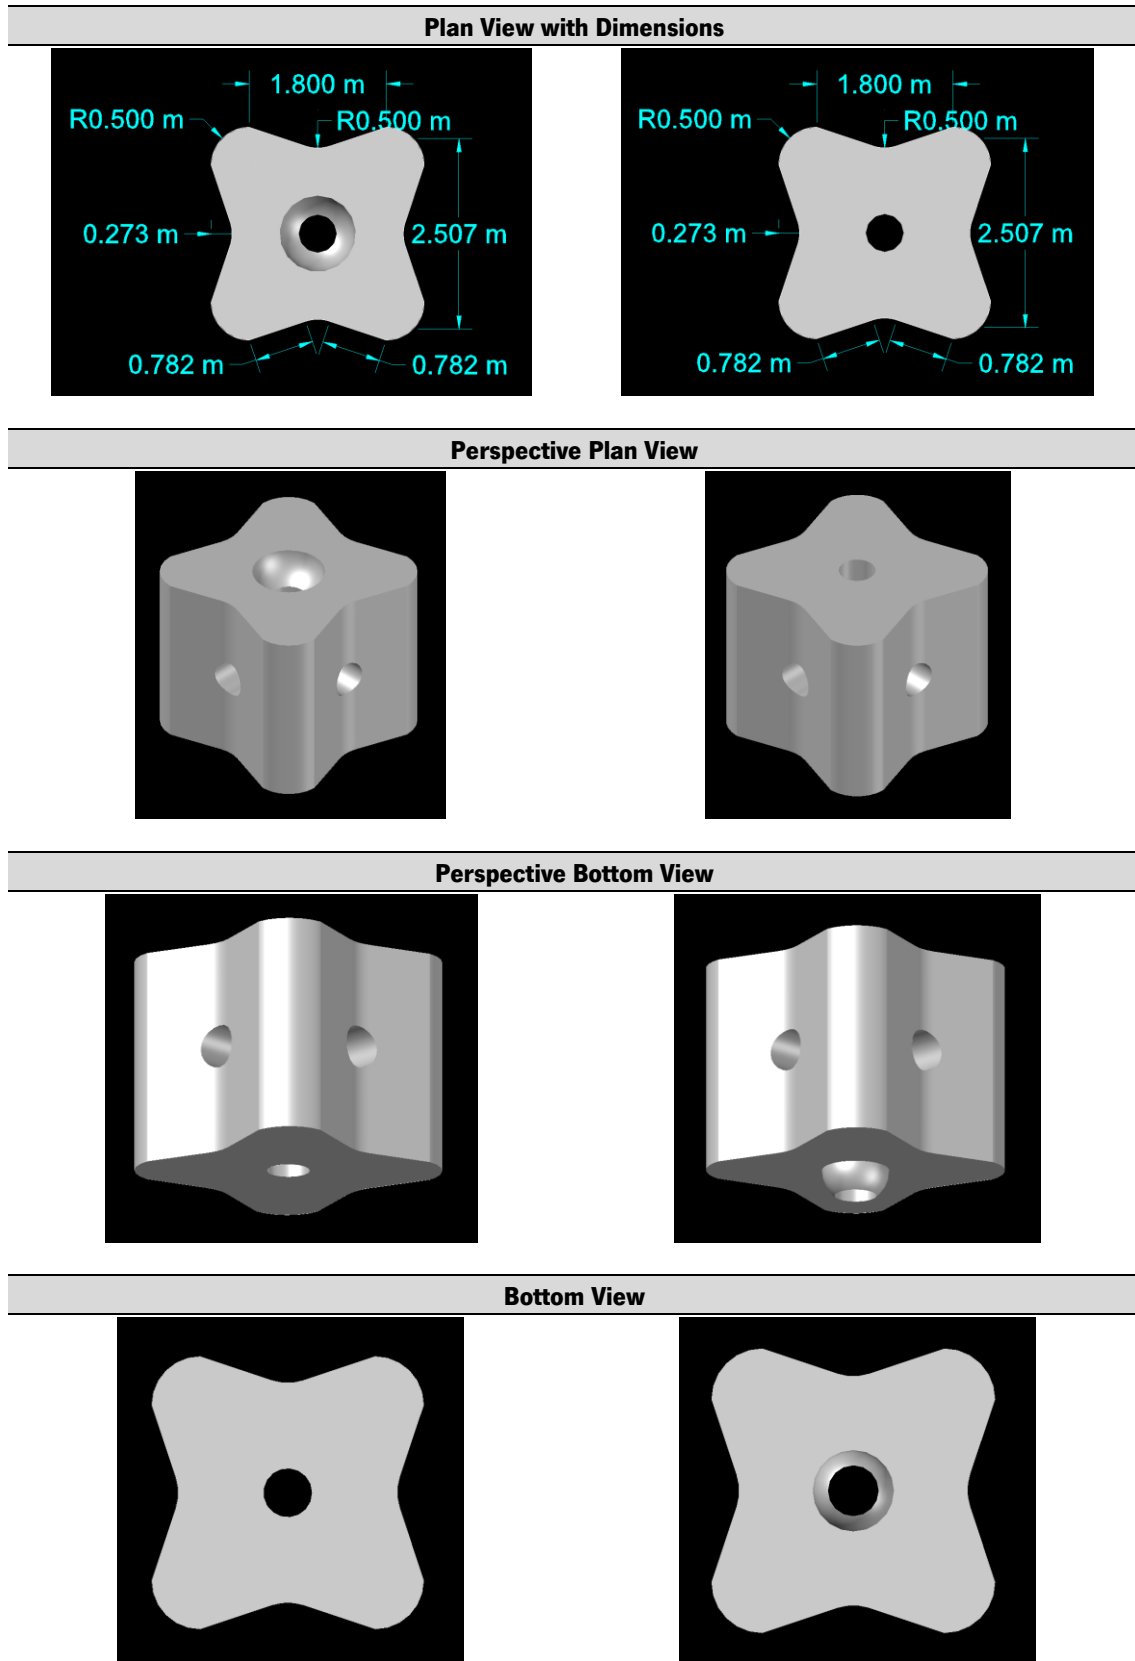 Plan View with Dimensions
1.800 m
R0.500 m
R0.500 m
0.273 m
2.507 m
0.782 m
0.782 m
1.800 m
R0.500 m
R0.500 m
0.273 m
2.507 m
0.782 m
0.782 m
Perspective Plan View
Perspective Bottom View
Bottom View